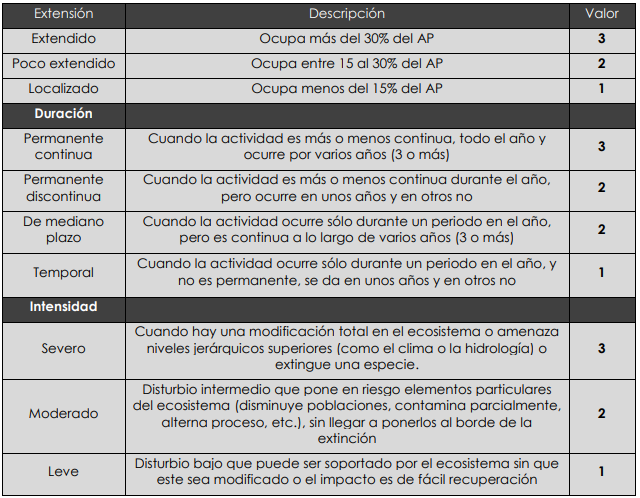 Extensión Descripción Valor
Extendido Ocupa más del 30% del AP 3
Poco extendido Ocupa entre 15 al 30% del AP 2
Localizado Ocupa menos del 15% del AP 1
Duración
Permanente continua Cuando la actividad es más o menos continua, todo el año y
ocurre por varios años (3 o más) 3
Permanente discontinua Cuando la actividad es más o menos continua durante el año,
pero ocurre en unos años y en otros no 2
De mediano plazo Cuando la actividad ocurre sólo durante un periodo en el año,
pero es continua a lo largo de varios años (3 o más) 2
Temporal Cuando la actividad ocurre sólo durante un periodo en el año, y
no es permanente, se da en unos años y en otros no 1
Intensidad
Severo Cuando hay una modificación total en el ecosistema o amenaza
niveles jerárquicos superiores (como el clima o la hidrología) o
extingue una especie. 3
Moderado Disturbio intermedio que pone en riesgo elementos particulares
del ecosistema (disminuye poblaciones, contamina parcialmente,
alterna proceso, etc.), sin llegar a ponerlos al borde de la
extinción 2
Leve Disturbio bajo que puede ser soportado por el ecosistema sin que
este sea modificado o el impacto es de fácil recuperación 1